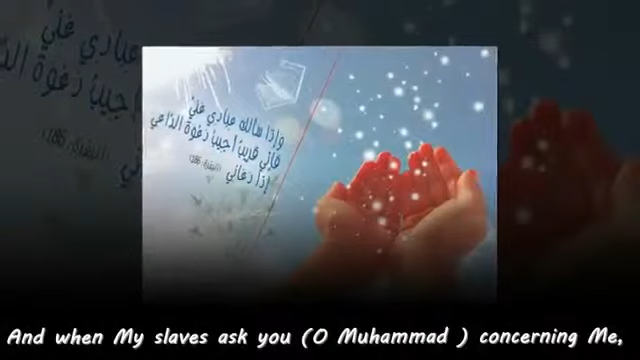 وإذا سألك عبادي عني
فإني قريب أجيب دعوة الداعي
إذا دعاني
(البقرة: 186)
And when My slaves ask you (O Muhammad ) concerning Me,